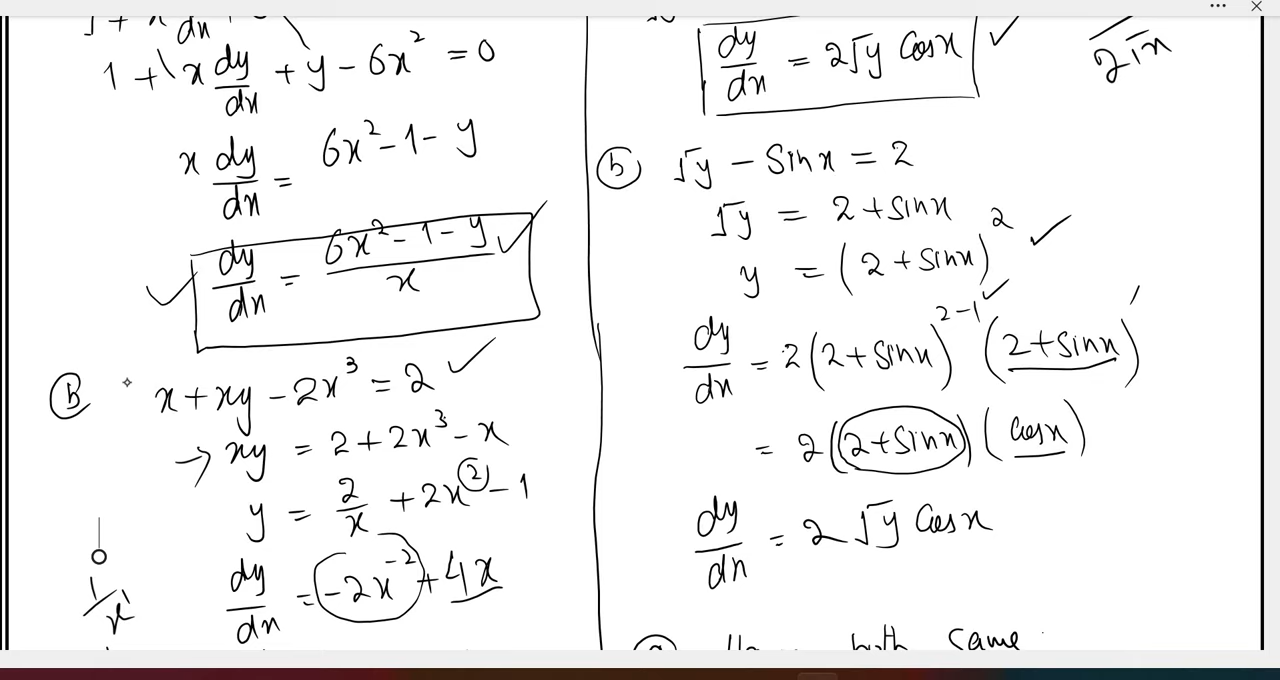 1 + x dy/dx + y - 6x² = 0
x dy/dx = 6x² - 1 - y
dy/dx = (6x² - 1 - y)/x
(B) x + xy - 2x³ = 2
→ xy = 2 + 2x³ - x
y = 2/x + 2x² - 1
dy/dx = -2x⁻² + 4x
dy/dx = 2√y Cosx
2√x
(b) √y - Sinx = 2
√y = 2 + sinx
y = (2 + sinx)²
dy/dx = 2(2 + sinx)²⁻¹ (2 + sinx)'
= 2(2 + sinx)(Cosx)
dy/dx = 2√y Cosx
both same